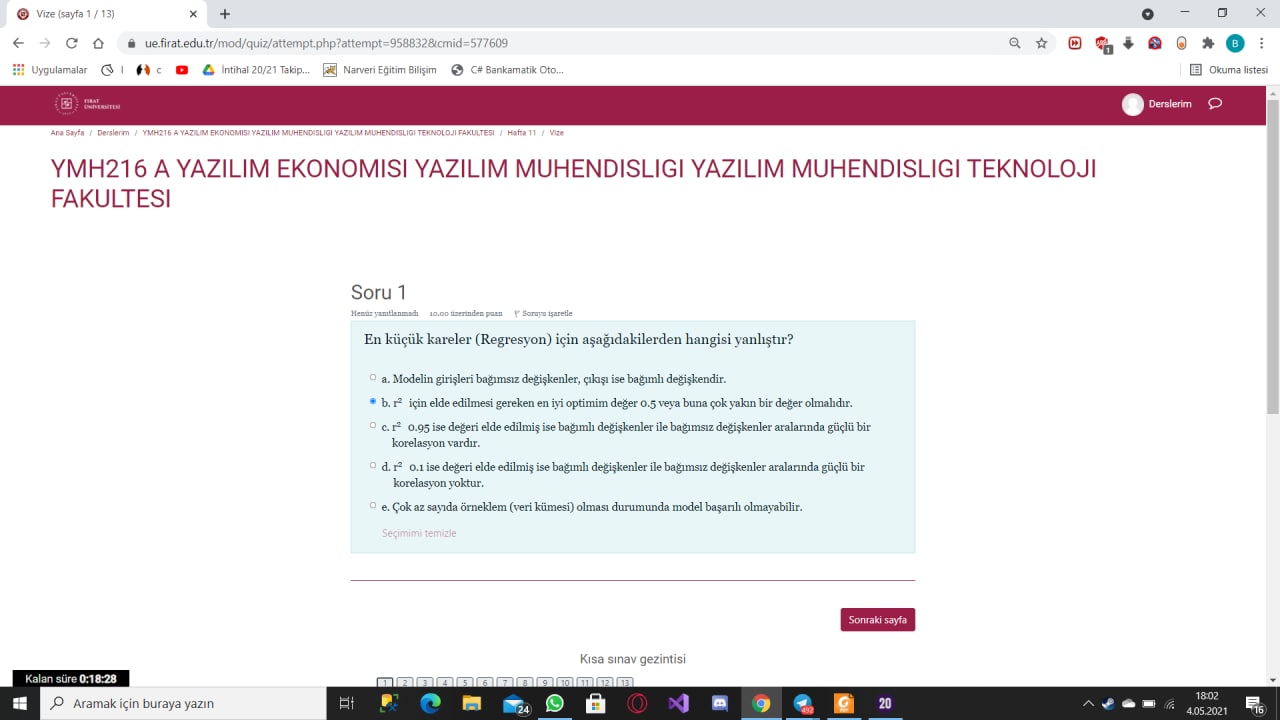 Vize (sayfa 1 / 13)
ue.firat.edu.tr/mod/quiz/attempt.php?attempt=958832&cmid=577609
Uygulamalar
I
c
İntihal 20/21 Takip...
Narveri Eğitim Bilişim
C# Bankamatik Oto...
Okuma listesi
FIRAT ÜNİVERSİTESİ
Derslerim
Ana Sayfa / Derslerim / YMH216 A YAZILIM EKONOMISI YAZILIM MUHENDISLIGI YAZILIM MUHENDISLIGI TEKNOLOJI FAKULTESI / Hafta 11 / Vize
YMH216 A YAZILIM EKONOMISI YAZILIM MUHENDISLIGI YAZILIM MUHENDISLIGI TEKNOLOJI
FAKULTESI
Soru 1
Henüz yanıtlanmadı 10,00 üzerinden puan Soruyu işaretle
En küçük kareler (Regresyon) için aşağıdakilerden hangisi yanlıştır?
a. Modelin girişleri bağımsız değişkenler, çıkışı ise bağımlı değişkendir.
b. r² için elde edilmesi gereken en iyi optimim değer 0.5 veya buna çok yakın bir değer olmalıdır.
c. r² 0.95 ise değeri elde edilmiş ise bağımlı değişkenler ile bağımsız değişkenler aralarında güçlü bir
korelasyon vardır.
d. r² 0.1 ise değeri elde edilmiş ise bağımlı değişkenler ile bağımsız değişkenler aralarında güçlü bir
korelasyon yoktur.
e. Çok az sayıda örneklem (veri kümesi) olması durumunda model başarılı olmayabilir.
Seçimimi temizle
Sonraki sayfa
Kısa sınav gezintisi
1 2 3 4 5 6 7 8 9 10 11 12 13
Kalan süre 0:18:28
Aramak için buraya yazın
24
492
20
18:02
4.05.2021
16